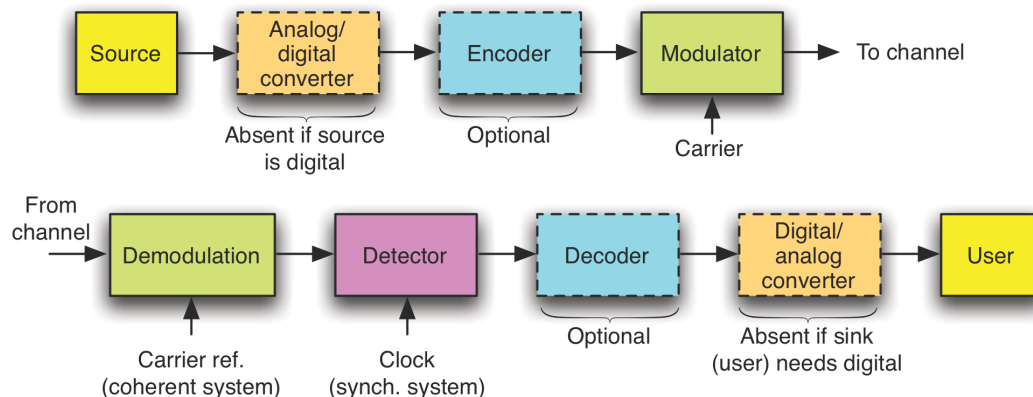 Source
Analog/
digital
converter
Encoder
Modulator
To channel
Absent if source
is digital
Optional
Carrier
From
channel
Demodulation
Detector
Decoder
Digital/
analog
converter
User
Carrier ref.
(coherent system)
Clock
(synch. system)
Optional
Absent if sink
(user) needs digital